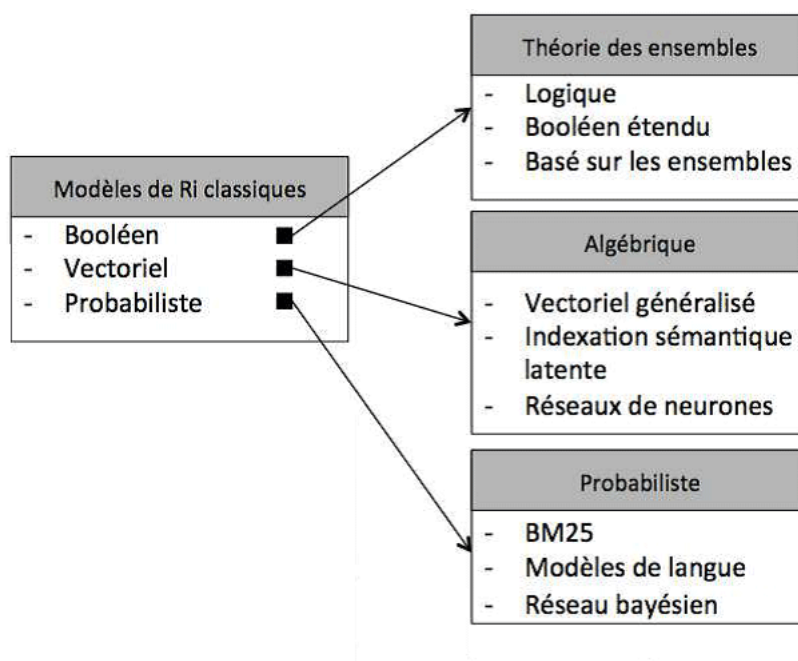 Modèles de Ri classiques
- Booléen
- Vectoriel
- Probabiliste
Théorie des ensembles
- Logique
- Booléen étendu
- Basé sur les ensembles
Algébrique
- Vectoriel généralisé
- Indexation sémantique
latente
- Réseaux de neurones
Probabiliste
- BM25
- Modèles de langue
- Réseau bayésien